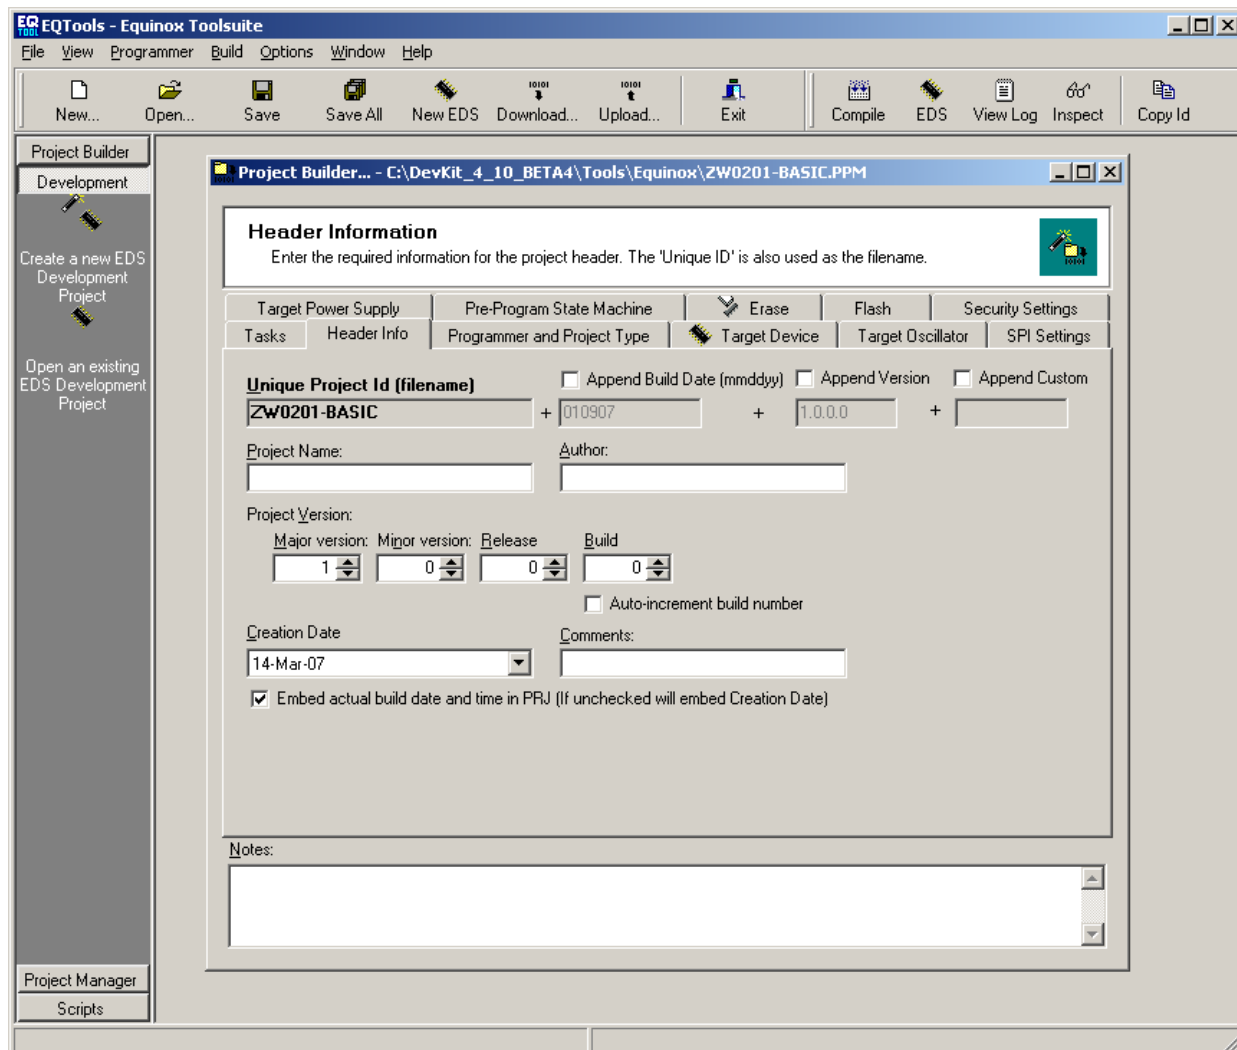 EQTools - Equinox Toolsuite
File View Programmer Build Options Window Help
New... Open... Save Save All New EDS Download... Upload... Exit Compile EDS View Log Inspect Copy Id
Project Builder
Development
Create a new EDS
Development
Project
Open an existing
EDS Development
Project
Project Manager
Scripts
Project Builder... - C:\DevKit_4_10_BETA4\Tools\Equinox\ZW0201-BASIC.PPM
Header Information
Enter the required information for the project header. The 'Unique ID' is also used as the filename.
Target Power Supply Pre-Program State Machine Erase Flash Security Settings
Tasks Header Info Programmer and Project Type Target Device Target Oscillator SPI Settings
Unique Project Id (filename) Append Build Date (mmddyy) Append Version Append Custom
ZW0201-BASIC + 010907 + 1.0.0.0 +
Project Name: Author:
Project Version:
Major version: Minor version: Release Build
1 0 0 0
Auto-increment build number
Creation Date Comments:
14-Mar-07
Embed actual build date and time in PRJ (If unchecked will embed Creation Date)
Notes: